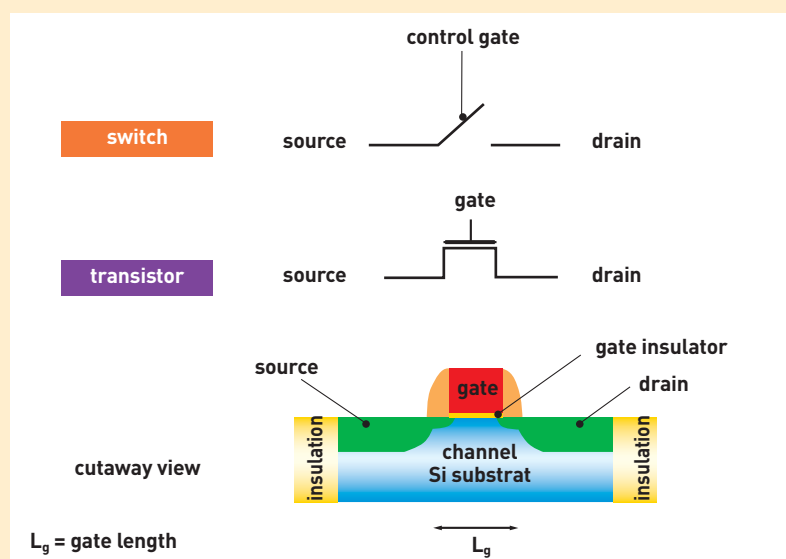 control gate
switch
source
drain
gate
transistor
source
drain
gate insulator
source
drain
gate
insulation
channel
Si substrat
insulation
cutaway view
Lg = gate length
Lg